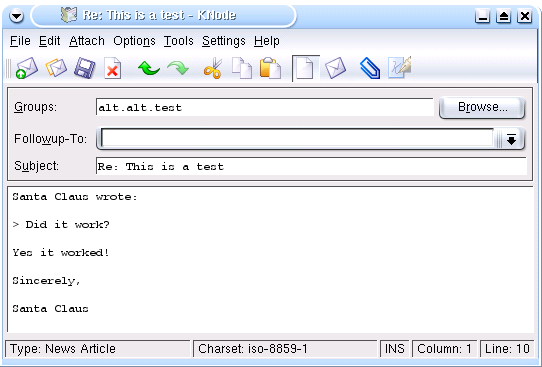 Re: This is a test - KNode
File Edit Attach Options Tools Settings Help
Groups: alt.alt.test Browse...
Followup-To:
Subject: Re: This is a test
Santa Claus wrote:
> Did it work?
Yes it worked!
Sincerely,
Santa Claus
Type: News Article Charset: iso-8859-1 INS Column: 1 Line: 10